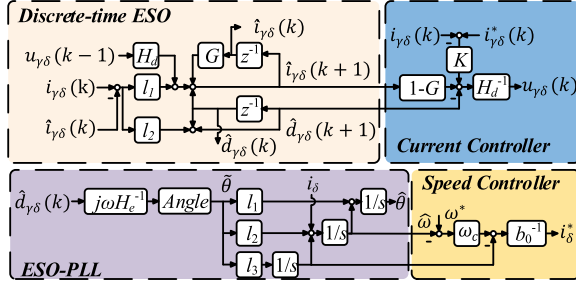 Discrete-time ESO
î_γδ(k)
i_γδ(k) i*_γδ(k)
u_γδ(k−1) H_d G z⁻¹ K
i_γδ(k) l_1 î_γδ(k+1) 1-G H_d⁻¹ u_γδ(k)
î_γδ(k) l_2 z⁻¹
d̂_γδ(k) d̂_γδ(k+1) Current Controller
Speed Controller
d̂_γδ(k) jωH_e⁻¹ Angle θ̃ l_1 i_δ 1/s 1/s θ̂
l_2 1/s ω̂ ω* ω_c b_0⁻¹ i*_δ
l_3 1/s
ESO-PLL